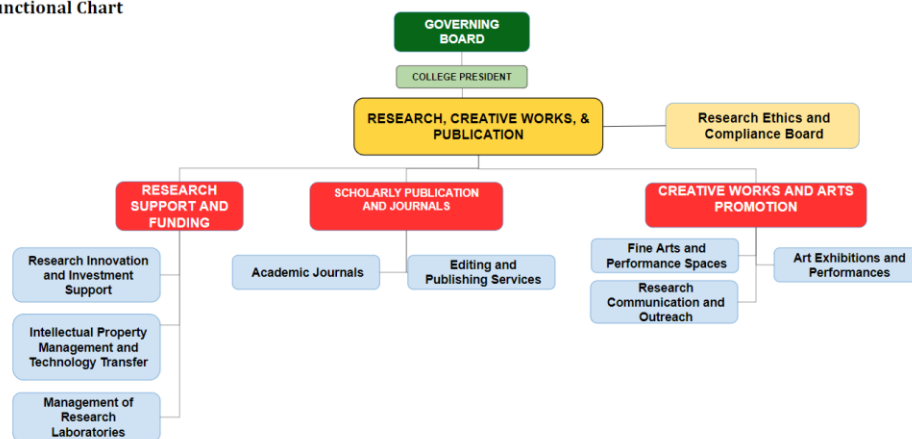 unctional Chart
GOVERNING
BOARD
COLLEGE PRESIDENT
RESEARCH, CREATIVE WORKS, &
PUBLICATION
Research Ethics and
Compliance Board
RESEARCH
SUPPORT AND
FUNDING
SCHOLARLY PUBLICATION
AND JOURNALS
CREATIVE WORKS AND ARTS
PROMOTION
Research Innovation
and Investment
Support
Academic Journals
Editing and
Publishing Services
Fine Arts and
Performance Spaces
Art Exhibitions and
Performances
Research
Communication and
Outreach
Intellectual Property
Management and
Technology Transfer
Management of
Research
Laboratories